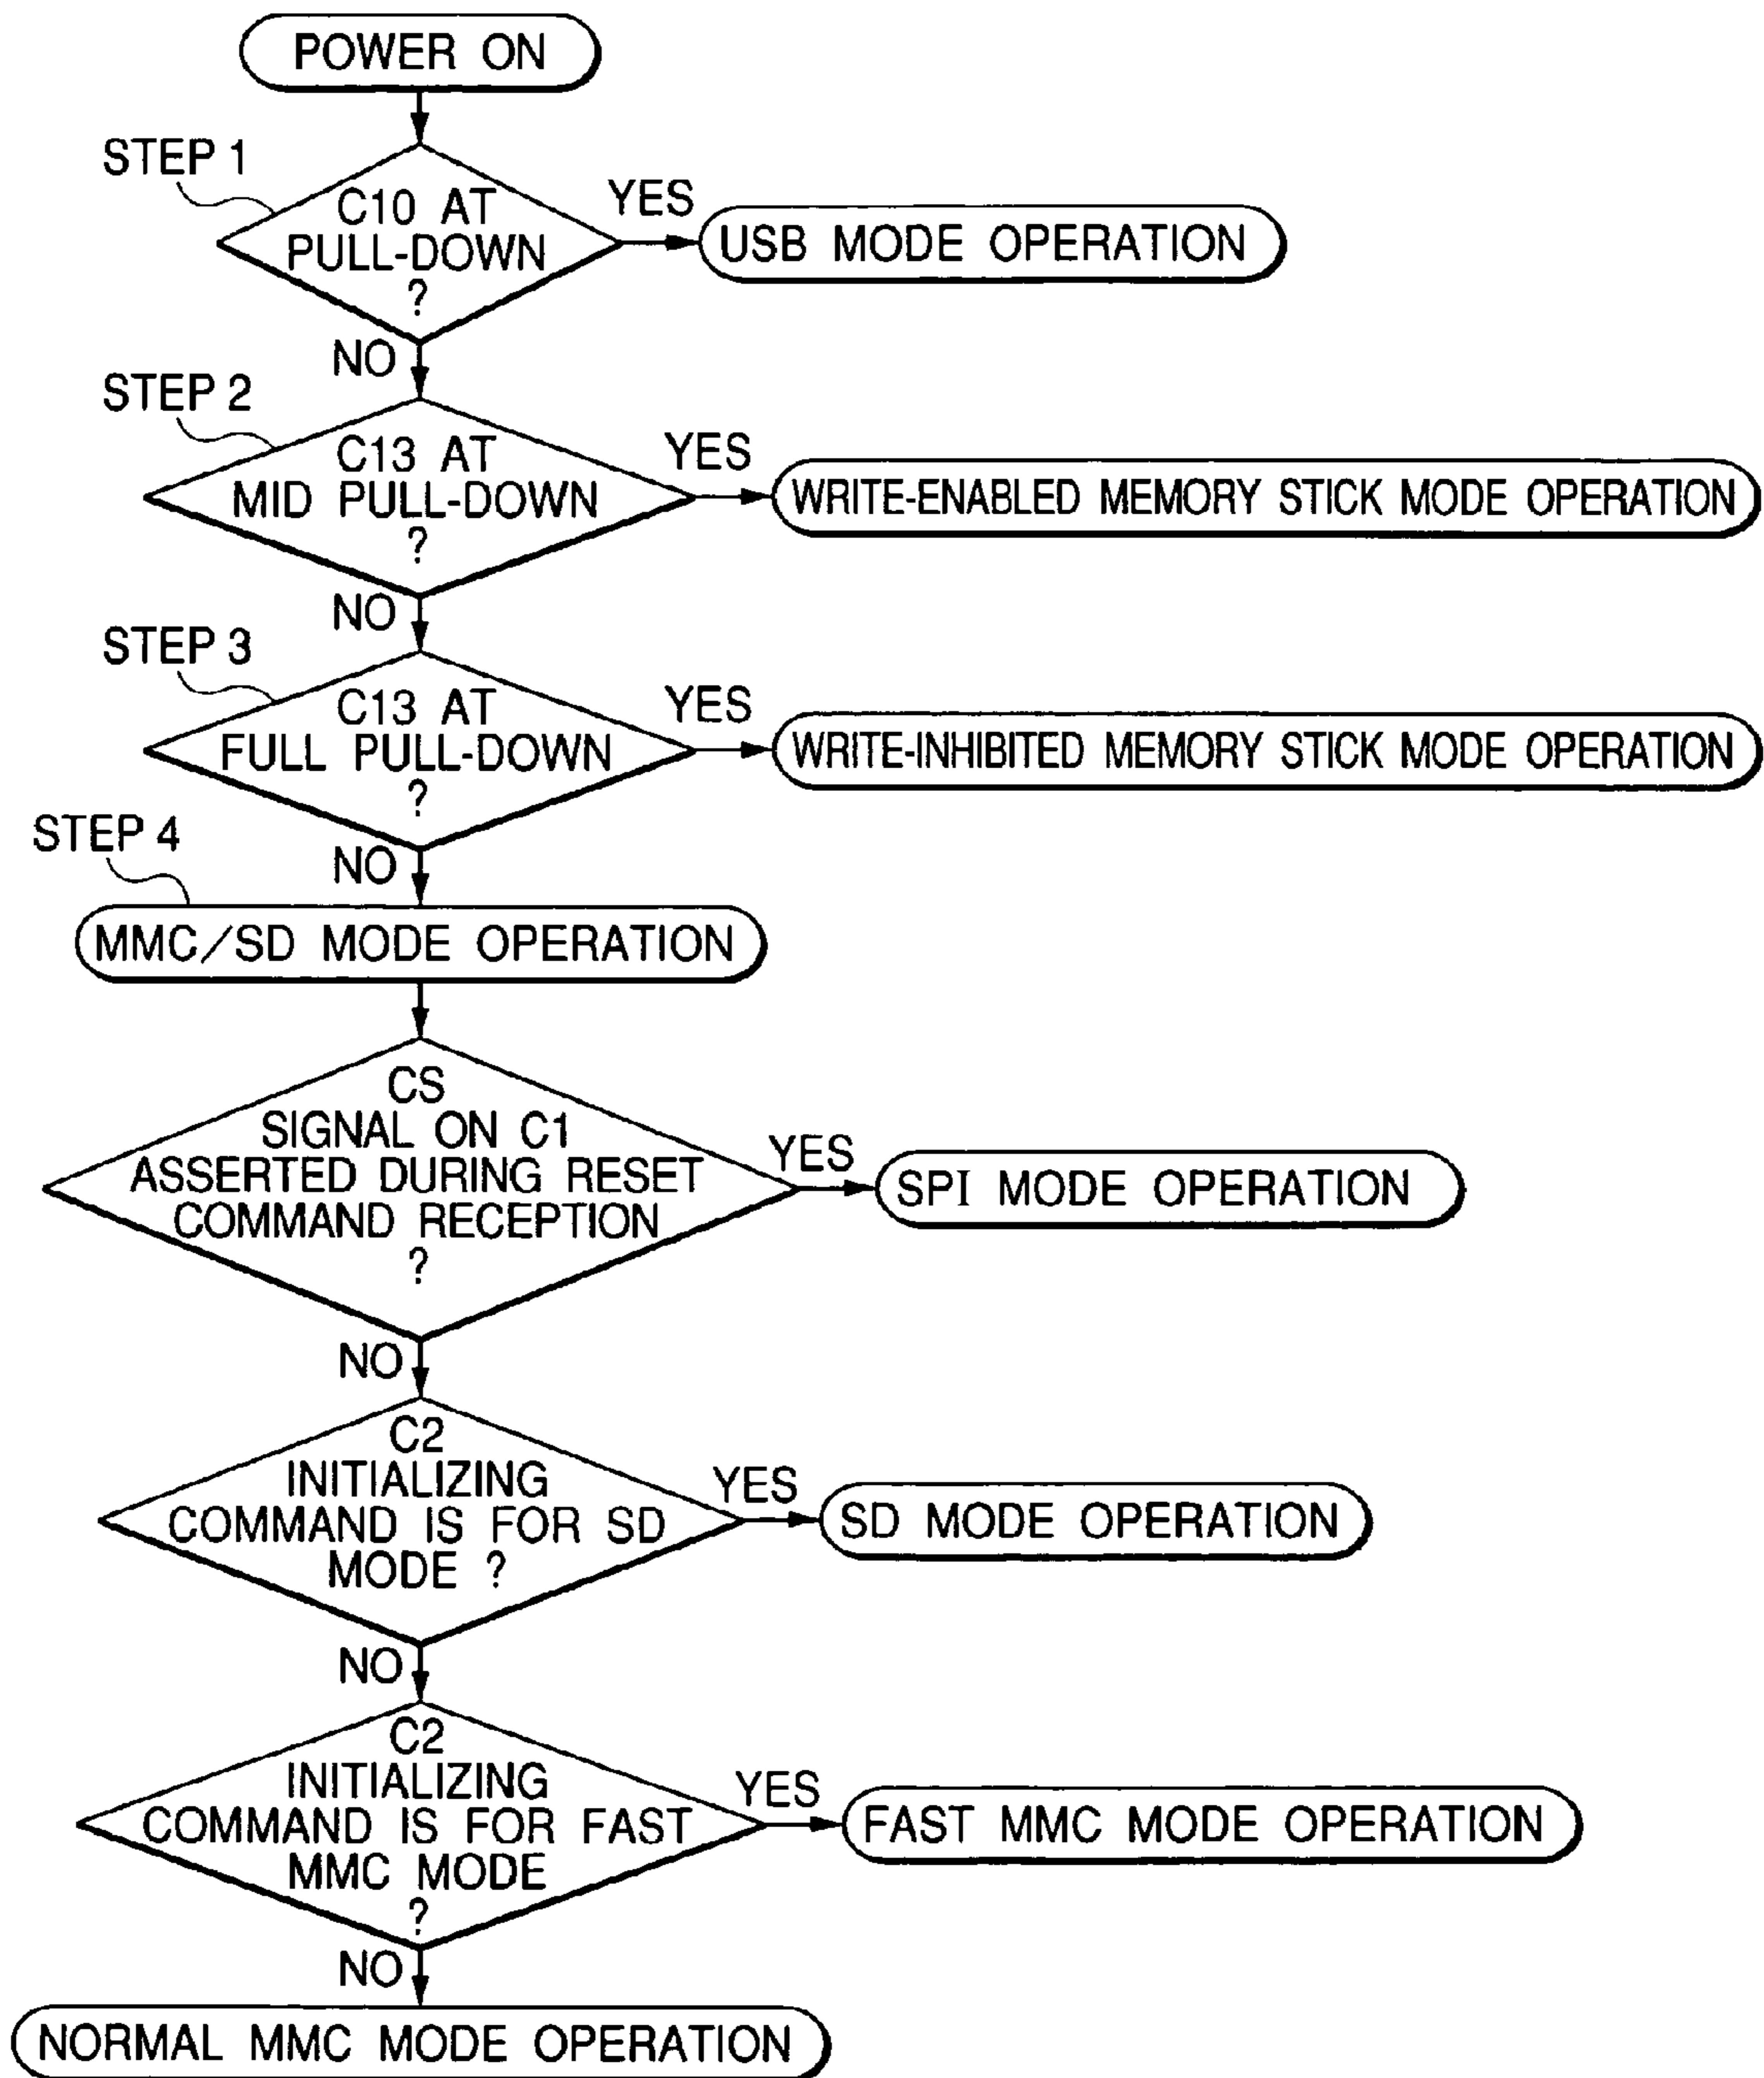 POWER ON
STEP 1
C10 AT
PULL-DOWN
?
YES
USB MODE OPERATION
NO
STEP 2
C13 AT
MID PULL-DOWN
?
YES
WRITE-ENABLED MEMORY STICK MODE OPERATION
NO
STEP 3
C13 AT
FULL PULL-DOWN
?
YES
WRITE-INHIBITED MEMORY STICK MODE OPERATION
NO
STEP 4
MMC/SD MODE OPERATION
CS
SIGNAL ON C1
ASSERTED DURING RESET
COMMAND RECEPTION
?
YES
SPI MODE OPERATION
NO
C2
INITIALIZING
COMMAND IS FOR SD
MODE ?
YES
SD MODE OPERATION
NO
C2
INITIALIZING
COMMAND IS FOR FAST
MMC MODE
?
YES
FAST MMC MODE OPERATION
NO
NORMAL MMC MODE OPERATION